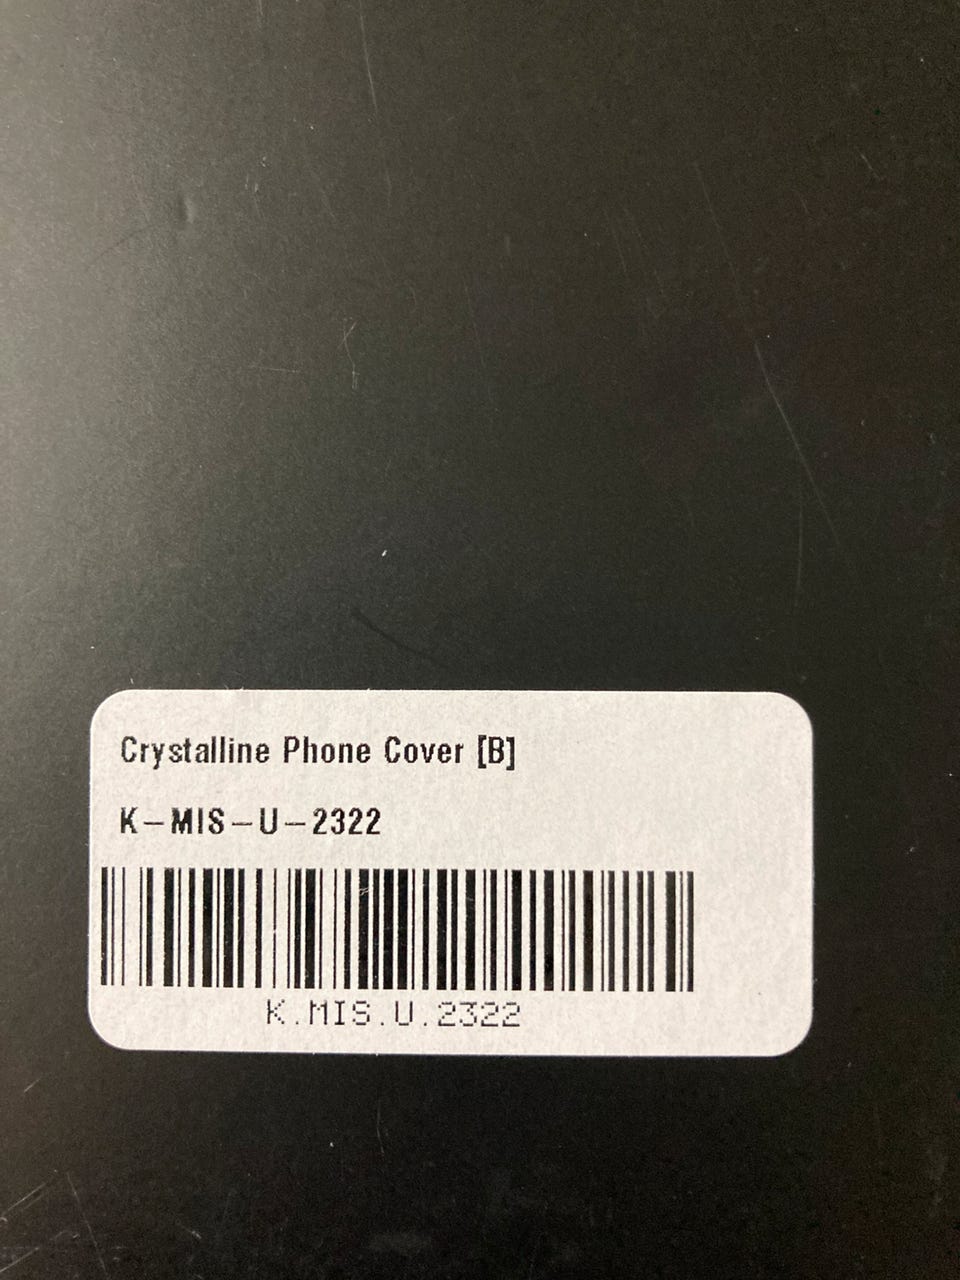 Crystalline Phone Cover [B]
K-MIS-U-2322
K.MIS.U.2322